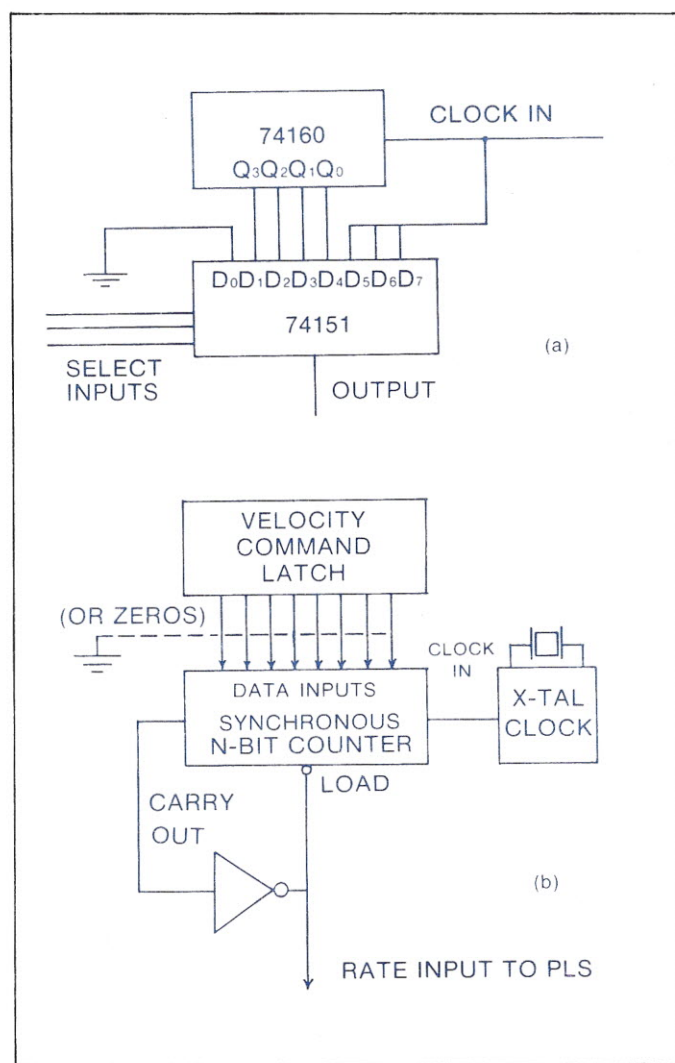 74160
Q3Q2Q1Q0
CLOCK IN
D0D1D2D3D4D5D6D7
74151
SELECT
INPUTS
OUTPUT
(a)
VELOCITY
COMMAND
LATCH
(OR ZEROS)
DATA INPUTS
SYNCHRONOUS
N-BIT COUNTER
CLOCK
IN
X-TAL
CLOCK
LOAD
CARRY
OUT
(b)
RATE INPUT TO PLS